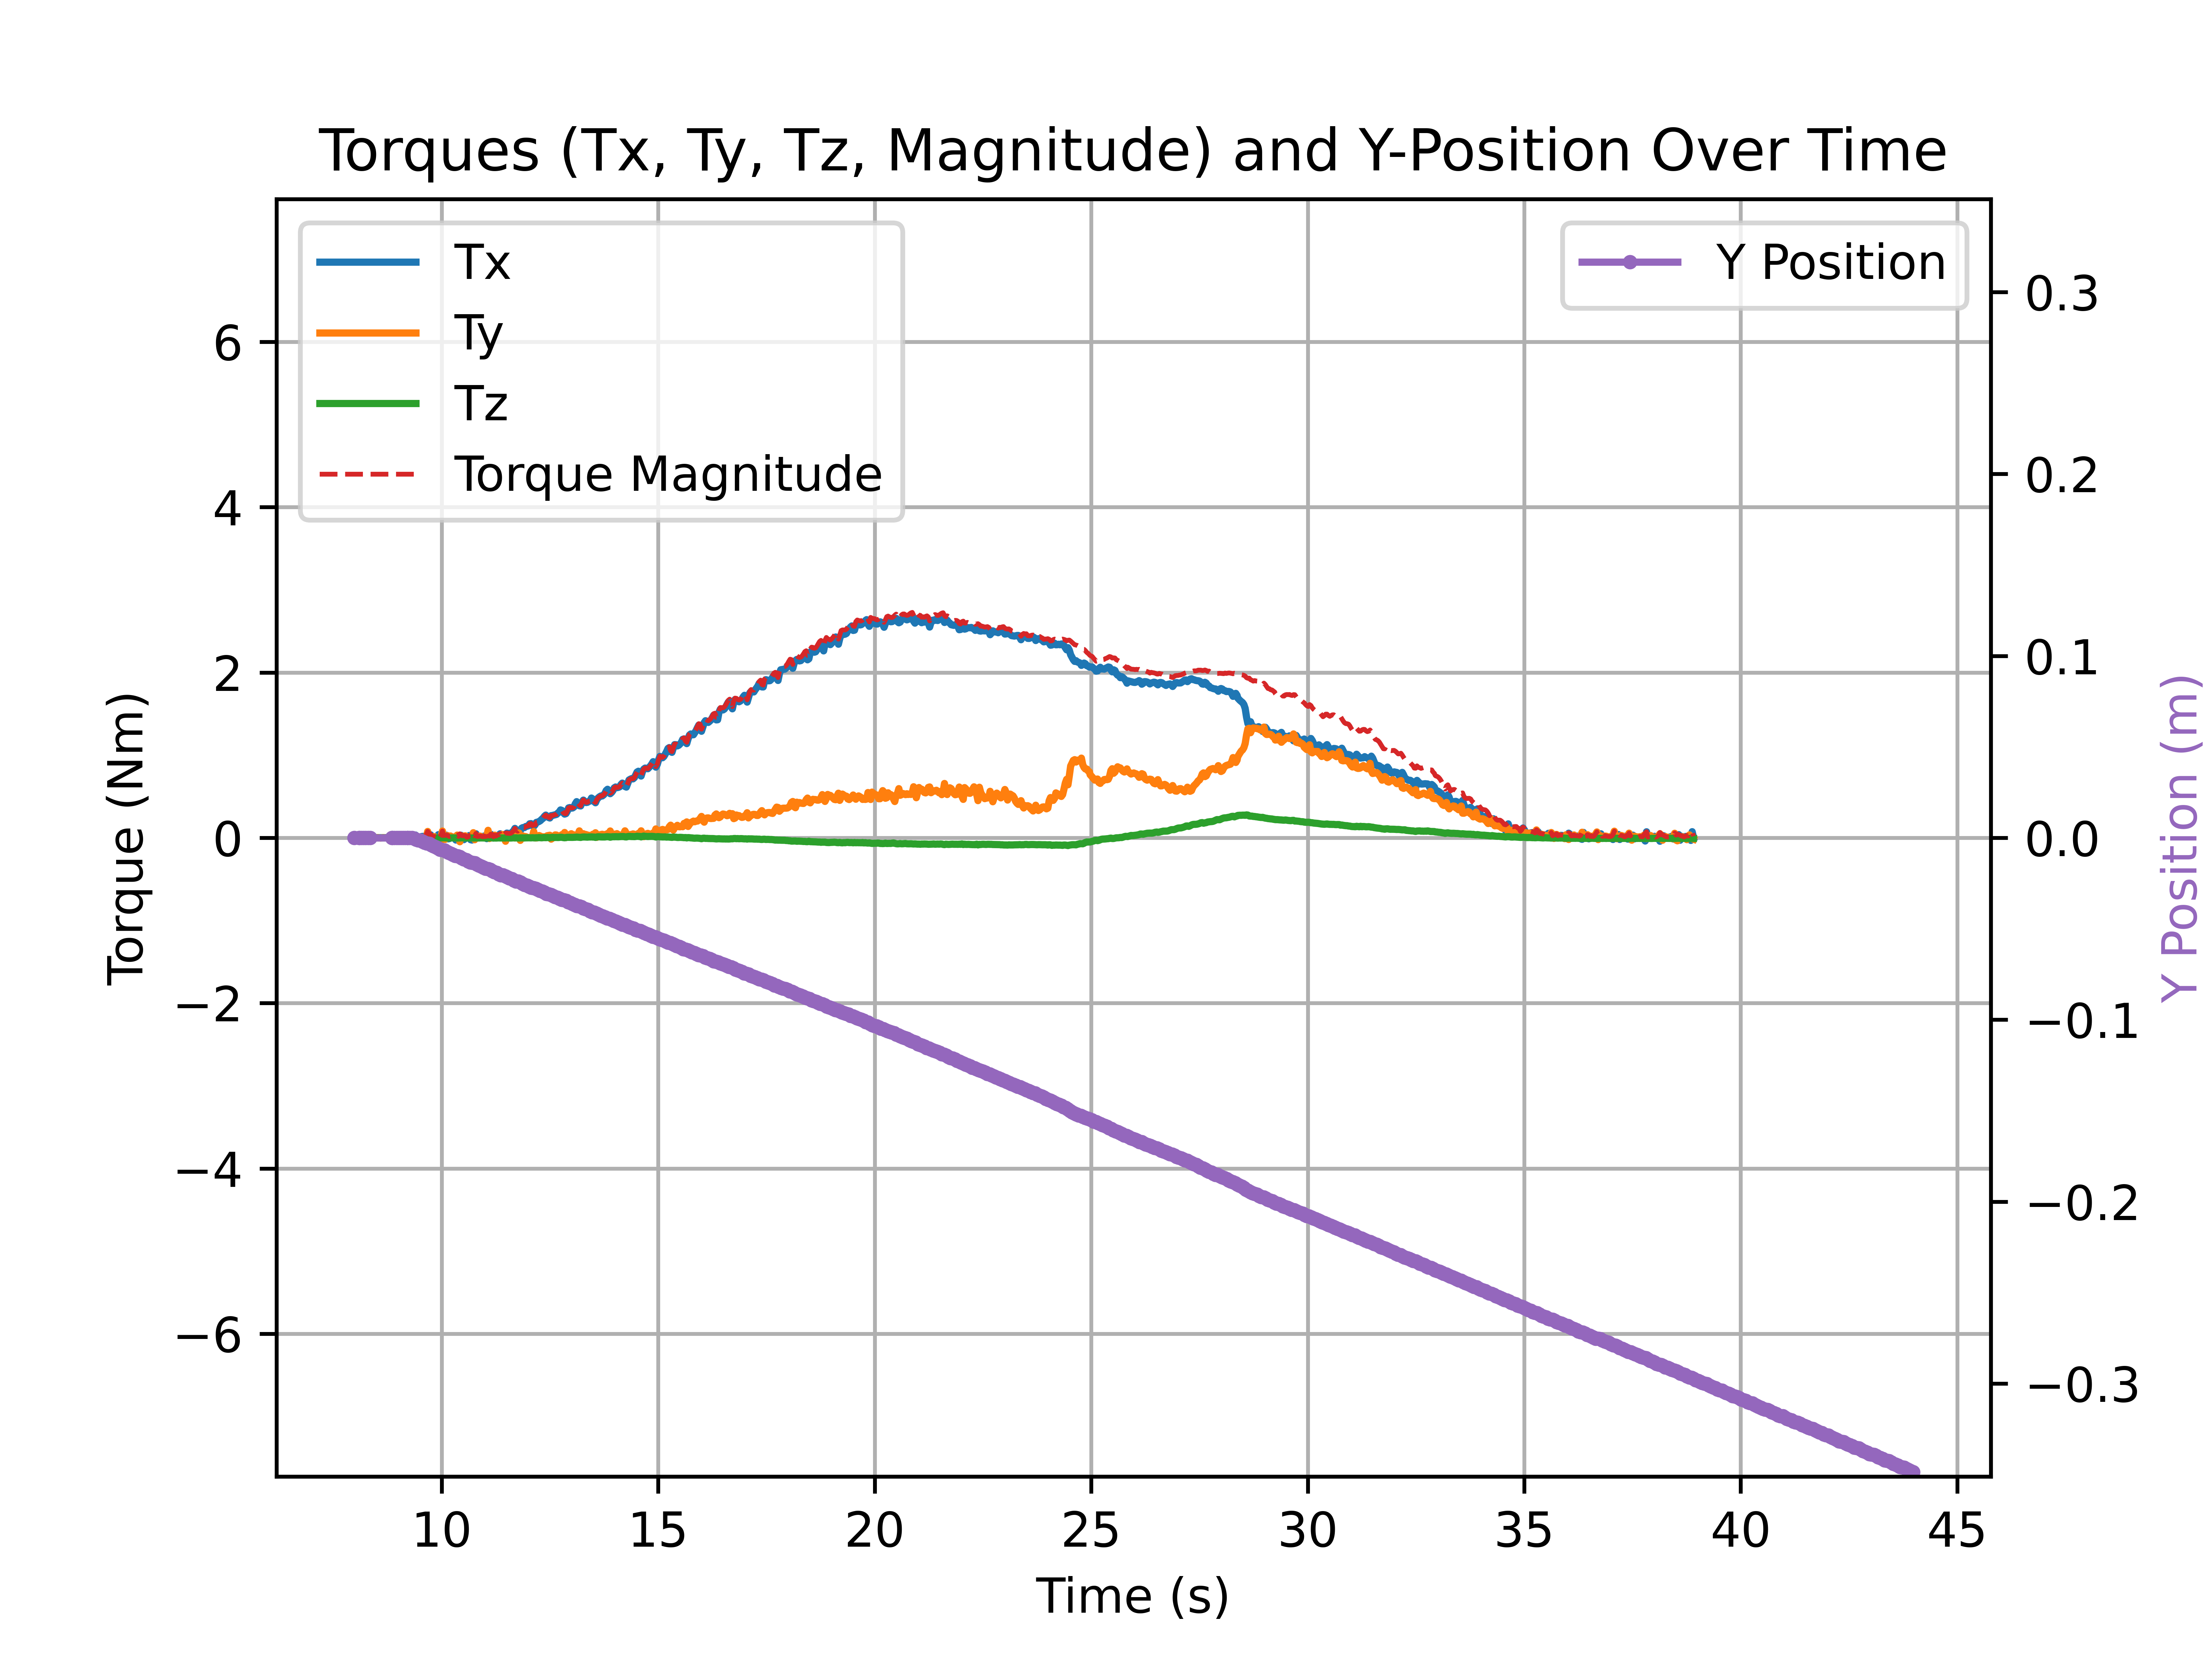 Torques (Tx, Ty, Tz, Magnitude) and Y-Position Over Time
Tx
Ty
Tz
Torque Magnitude
Y Position
6
4
2
0
−2
−4
−6
Torque (Nm)
0.3
0.2
0.1
0.0
−0.1
−0.2
−0.3
Y Position (m)
10 15 20 25 30 35 40 45
Time (s)